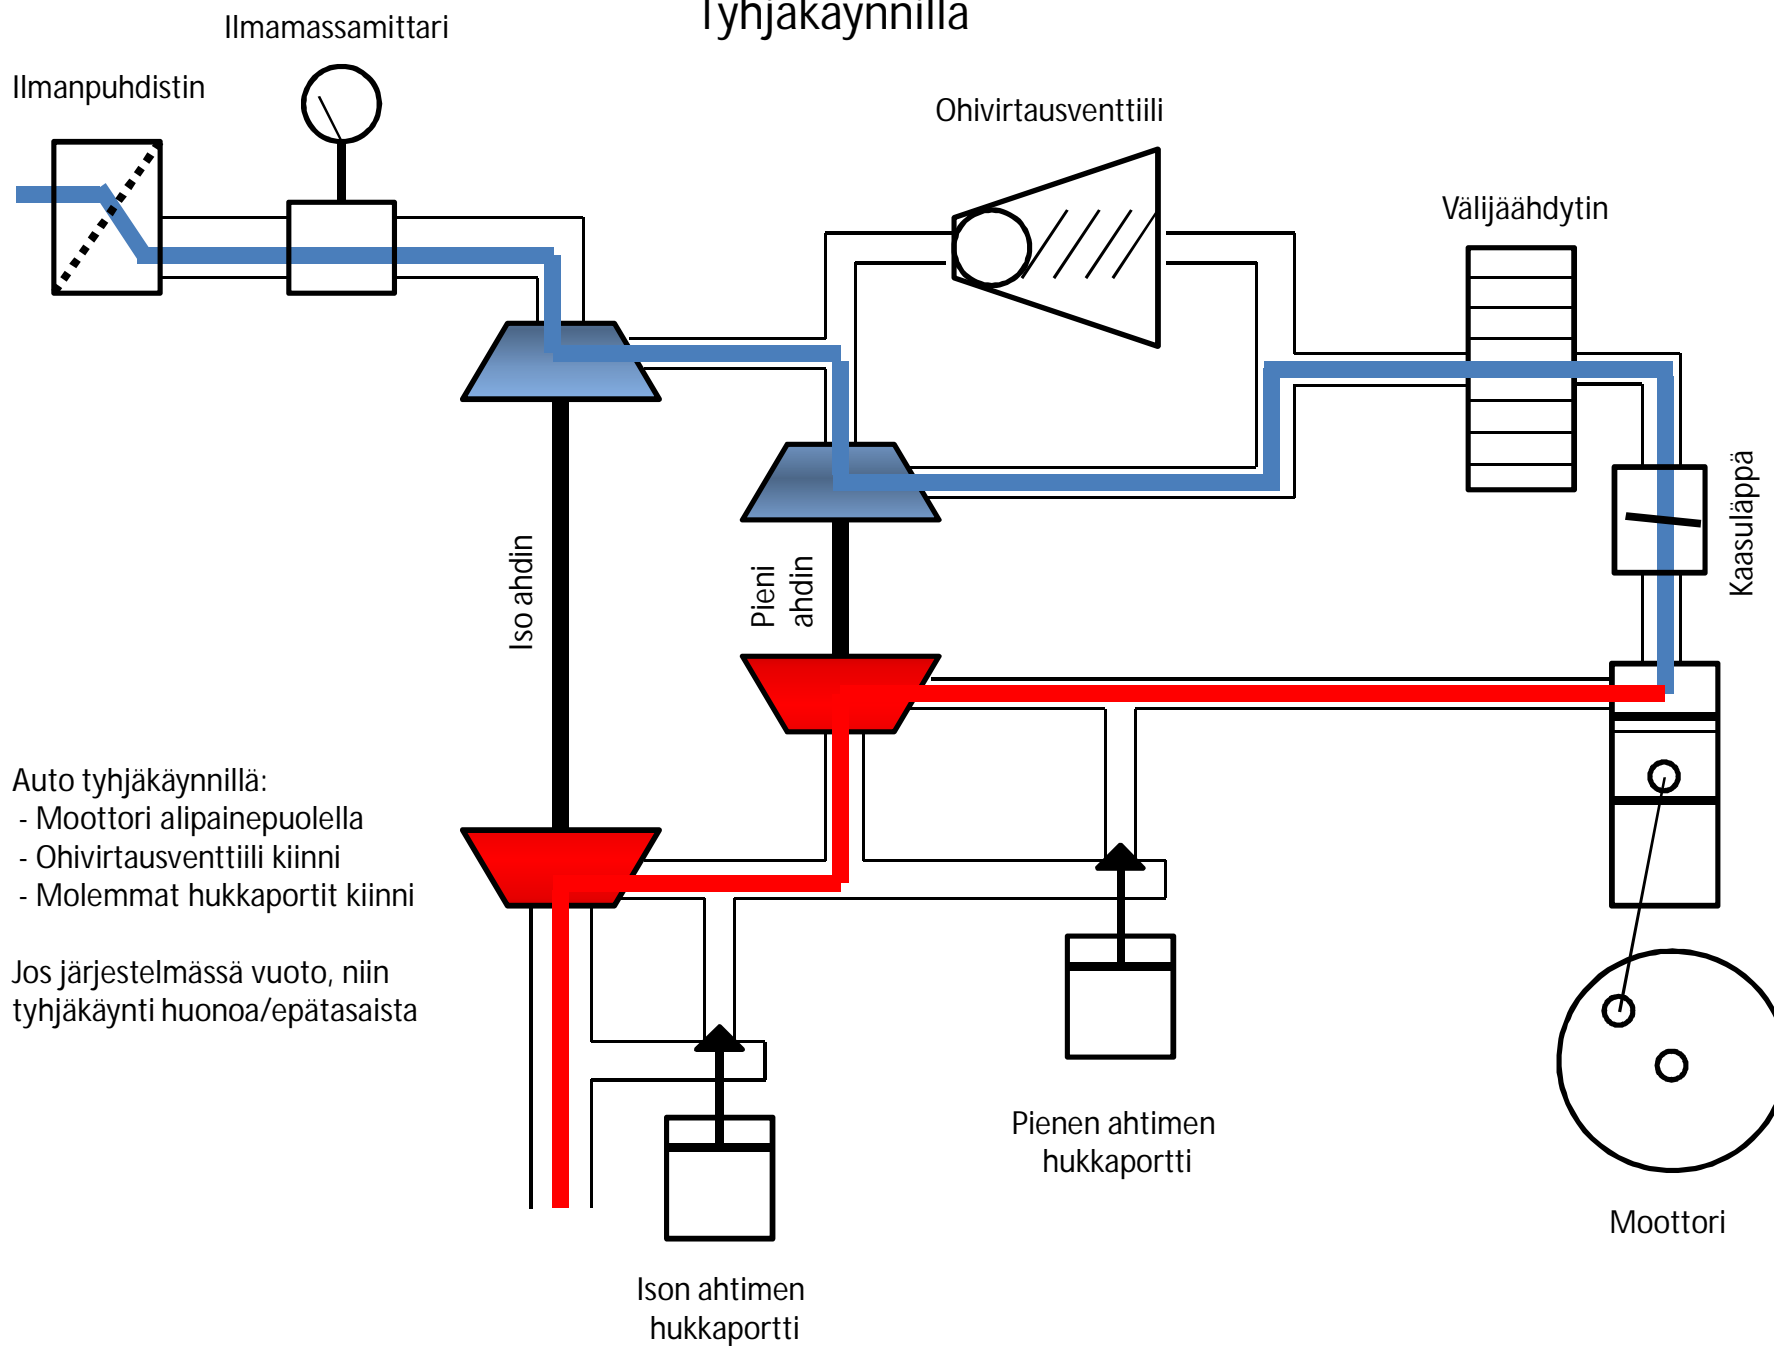 Tyhjäkäynnillä
Ilmamassamittari
Ilmanpuhdistin
Ohivirtausventtiili
Välijäähdytin
Kaasuläppä
Iso ahdin
Pieni
ahdin
Auto tyhjäkäynnillä:
- Moottori alipainepuolella
- Ohivirtausventtiili kiinni
- Molemmat hukkaportit kiinni
Jos järjestelmässä vuoto, niin
tyhjäkäynti huonoa/epätasaista
Pienen ahtimen
hukkaportti
Moottori
Ison ahtimen
hukkaportti